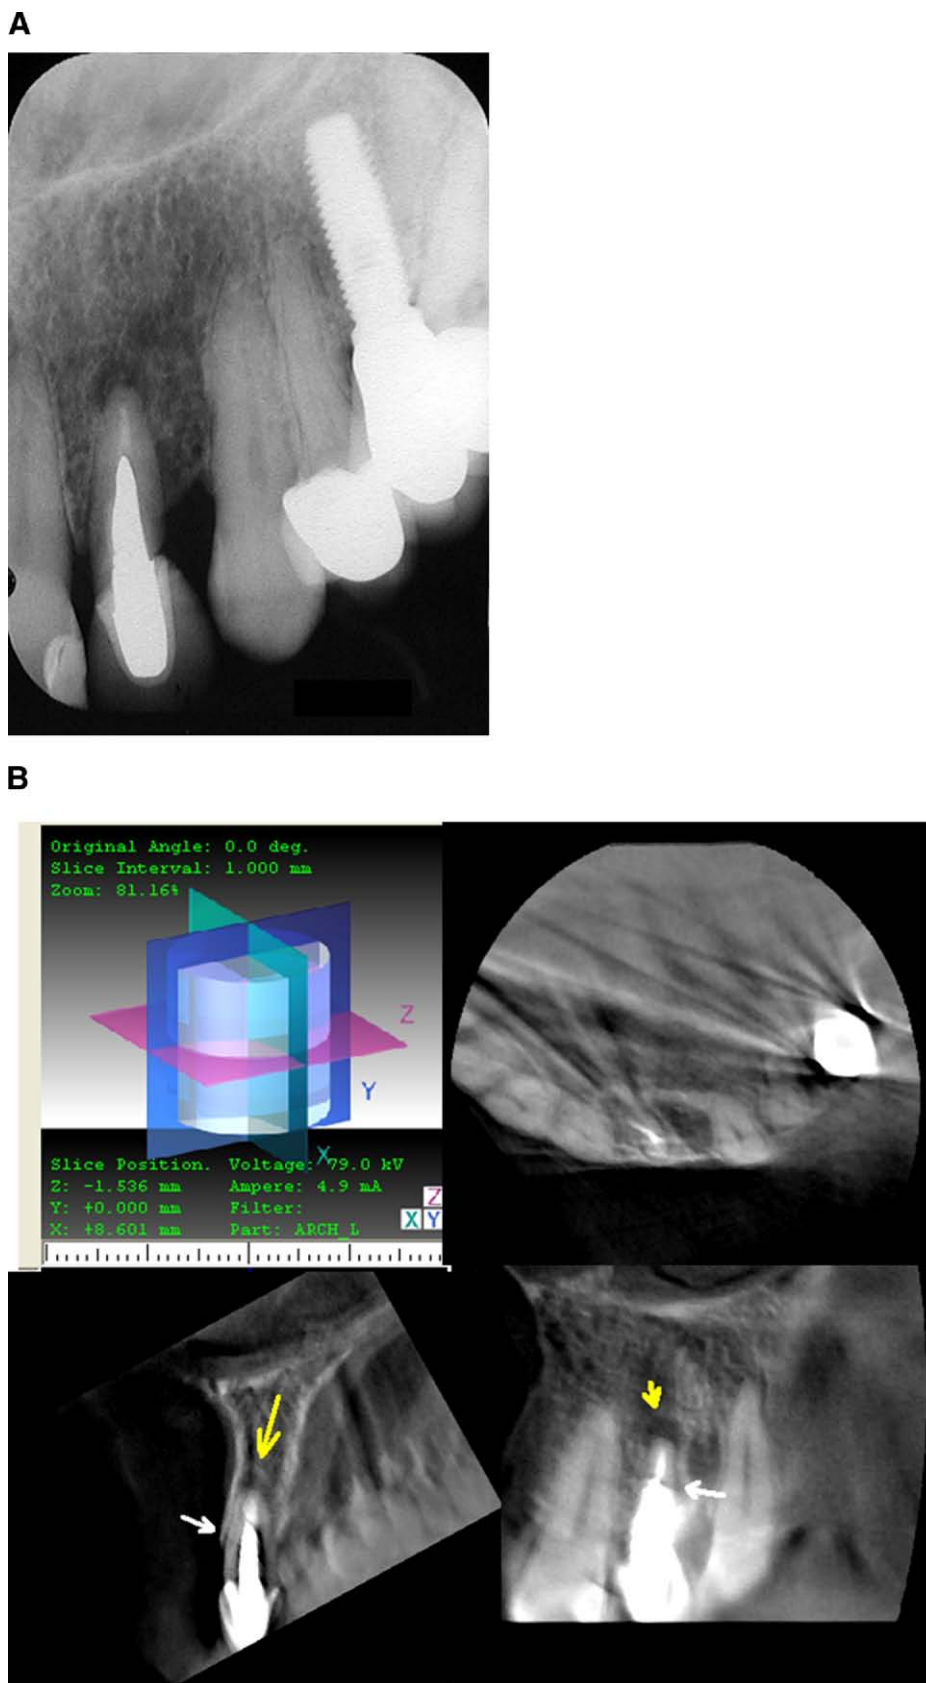 A
B
Original Angle: 0.0 deg.
Slice Interval: 1.000 mm
Zoom: 81.16%
Z
Y
X
Slice Position. Voltage: 79.0 kV
Z: -1.536 mm Ampere: 4.9 mA
Y: +0.000 mm Filter:
X: +8.601 mm Part: ARCH_L
Z
X Y